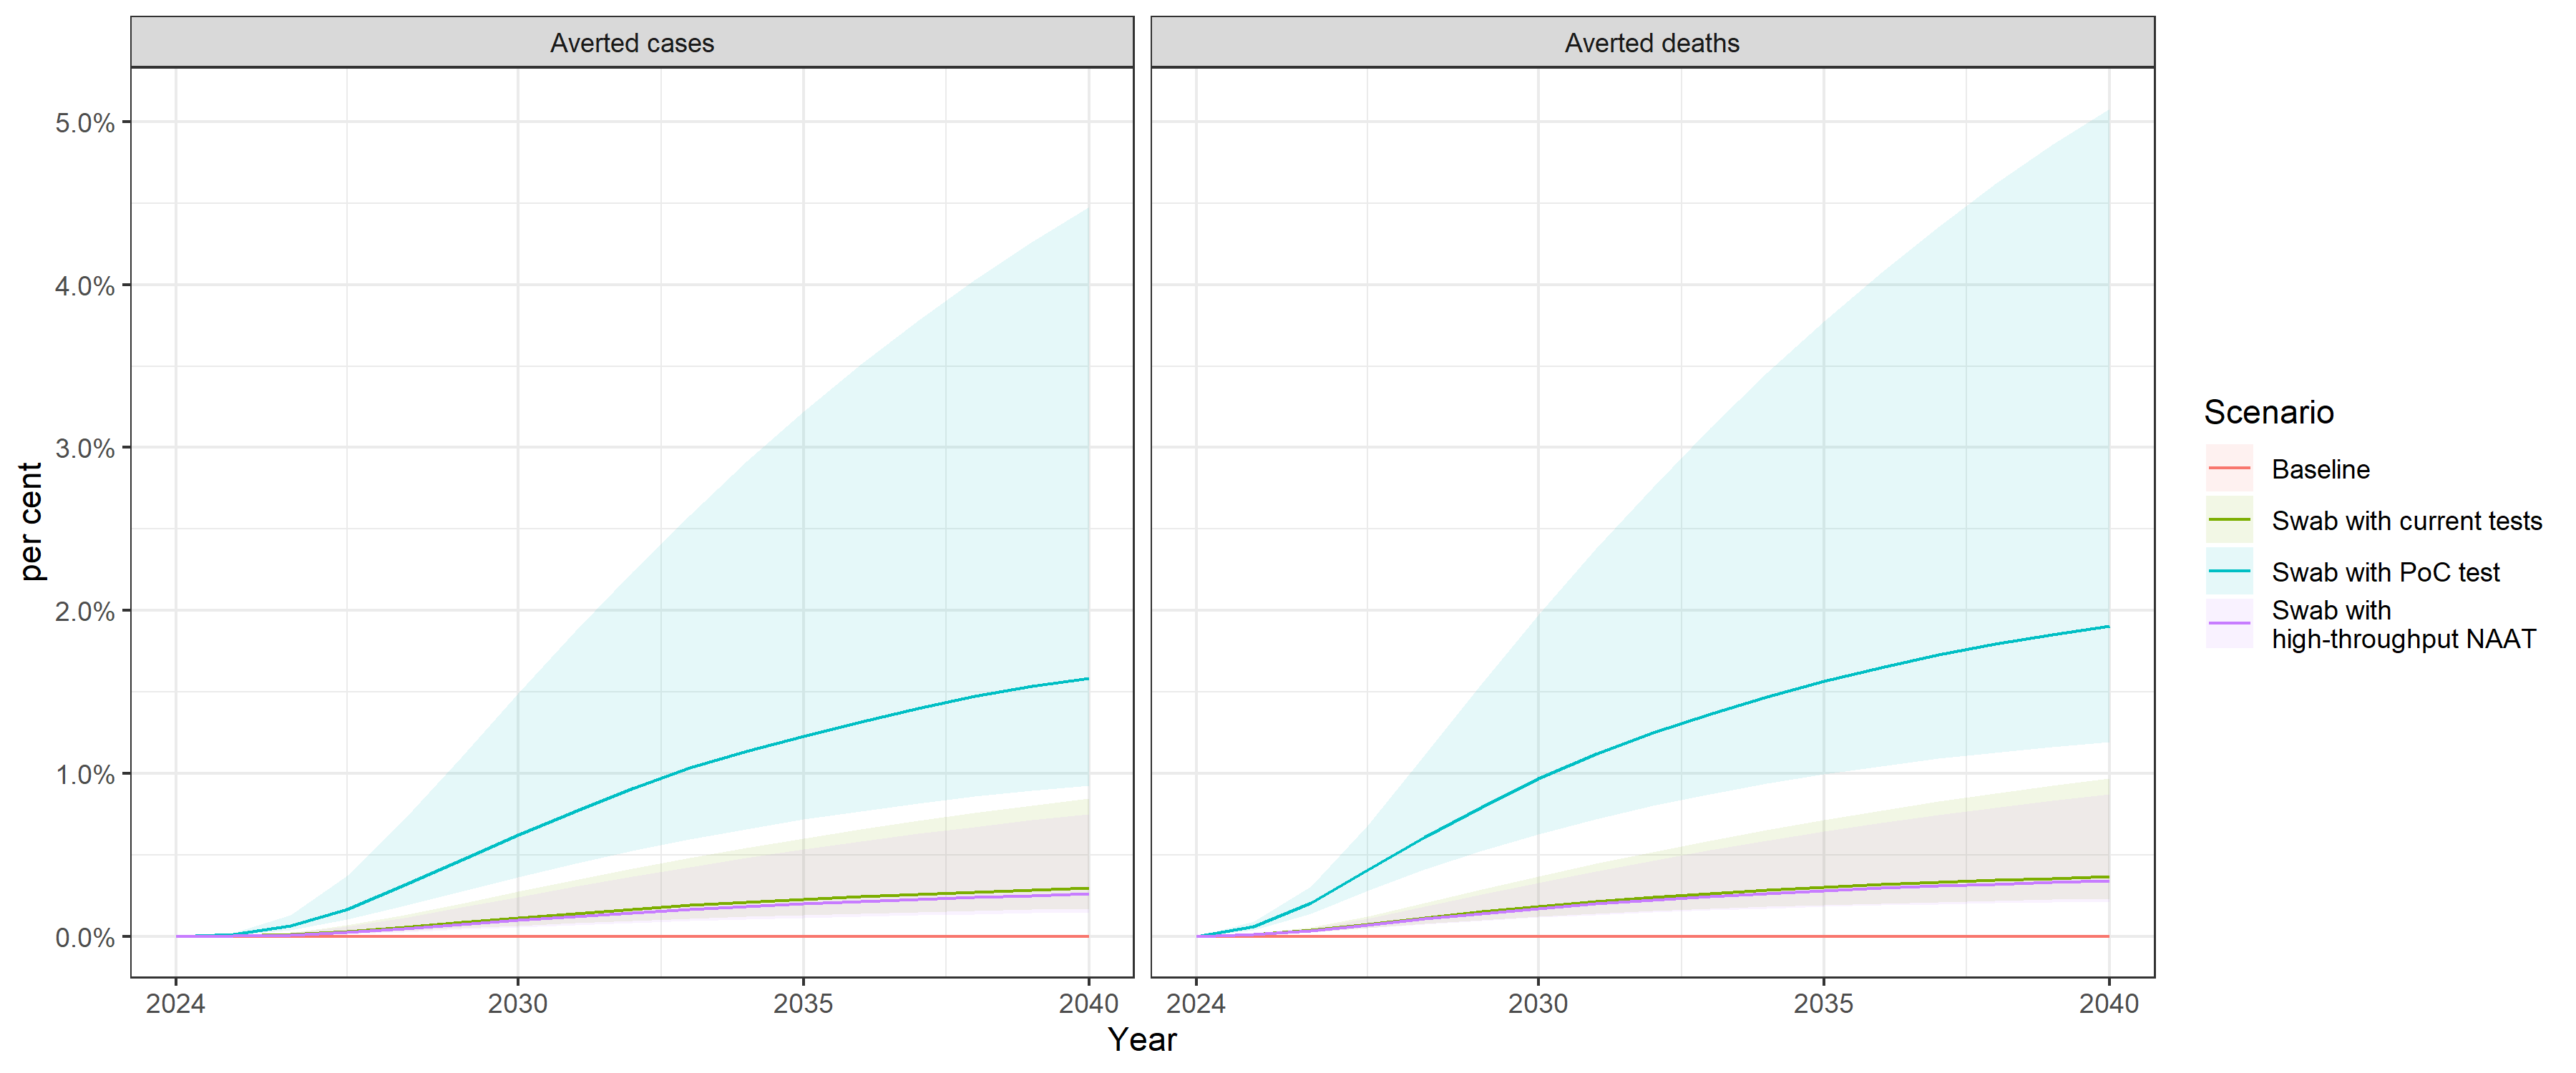 Averted cases
Averted deaths
5.0%
4.0%
3.0%
2.0%
1.0%
0.0%
per cent
2024
2030
2035
2040
2024
2030
2035
2040
Year
Scenario
Baseline
Swab with current tests
Swab with PoC test
Swab with
high-throughput NAAT